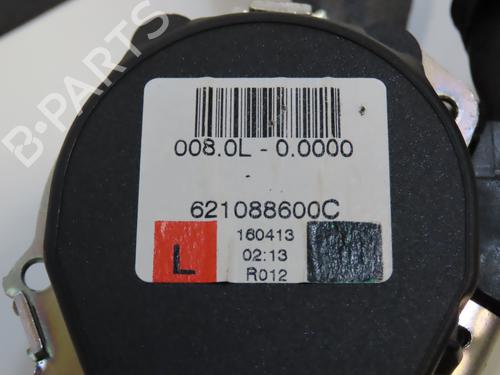 B-PARTS
008.0L - 0.0000
621088600C
160413
L
02:13
R012